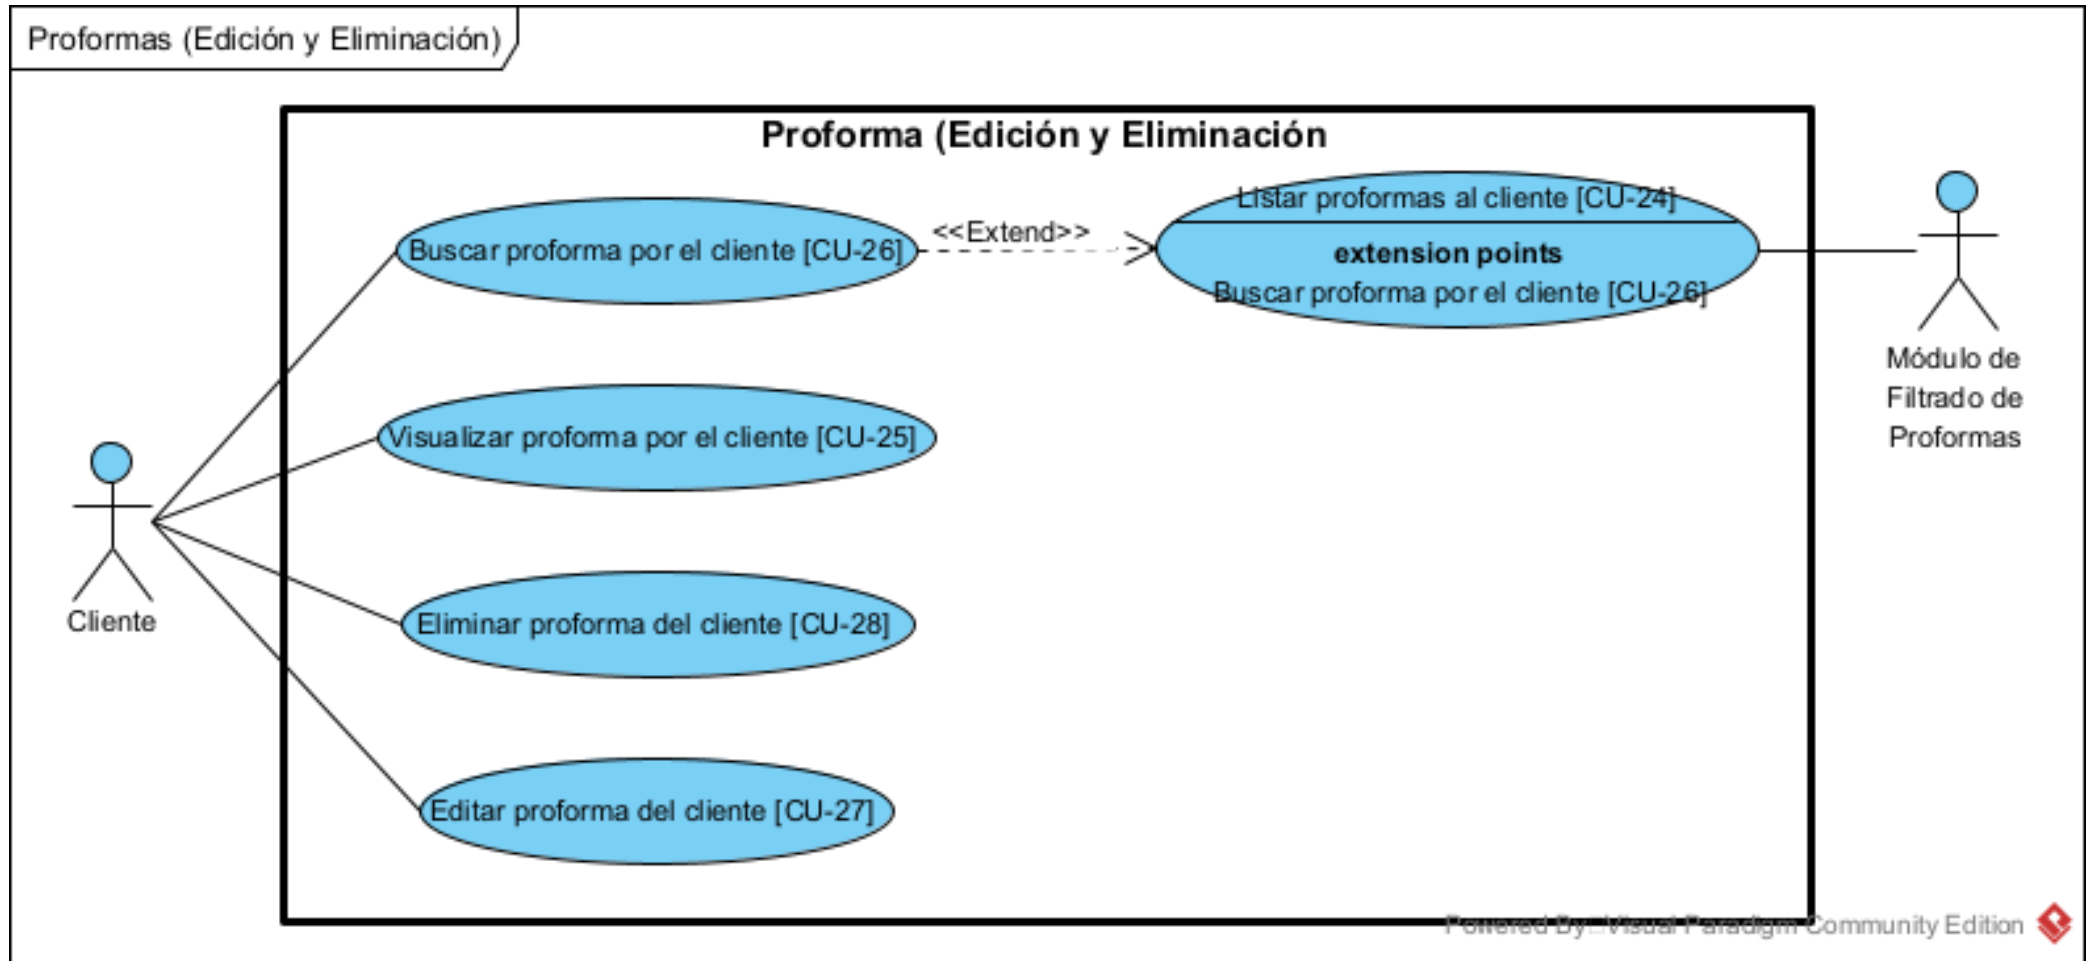 Proformas (Edición y Eliminación)
Proforma (Edición y Eliminación
Listar proformas al cliente [CU-24]
<<Extend>>
Buscar proforma por el cliente [CU-26]
extension points
Buscar proforma por el cliente [CU-26]
Módulo de
Filtrado de
Proformas
Visualizar proforma por el cliente [CU-25]
Cliente
Eliminar proforma del cliente [CU-28]
Editar proforma del cliente [CU-27]
Powered By Visual Paradigm Community Edition